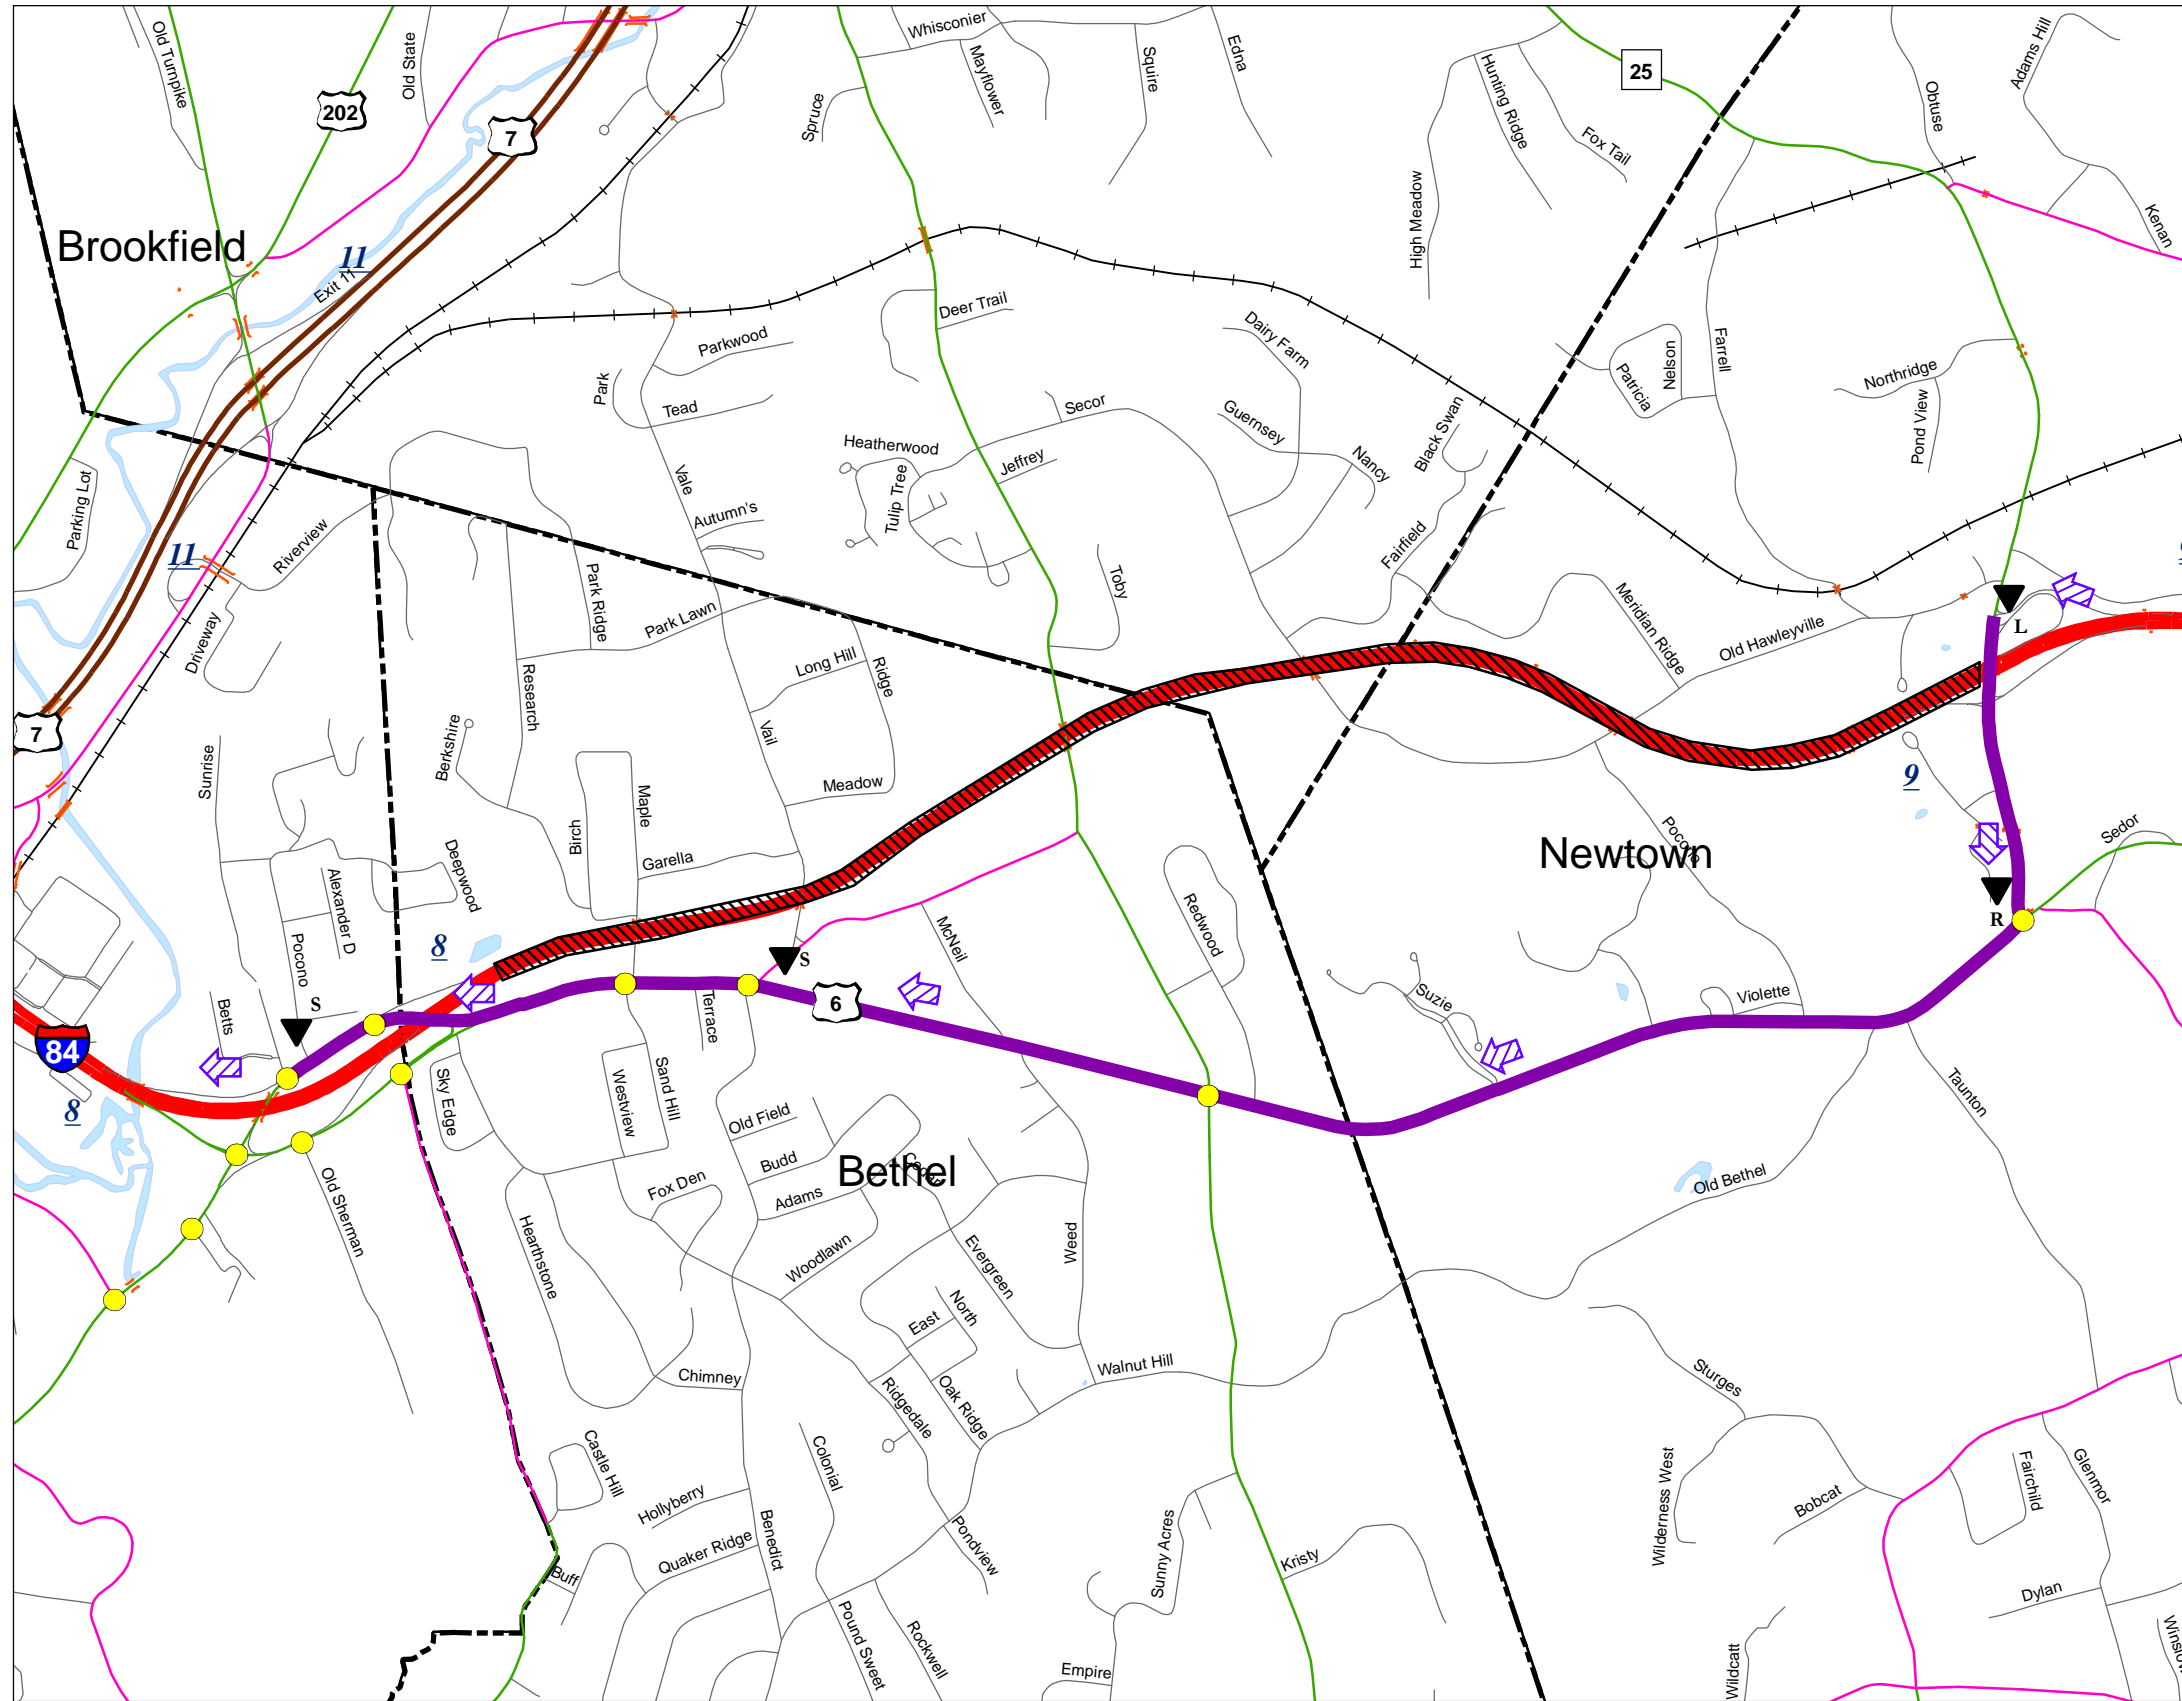 Old Turnpike
202
Old State
7
Whisconier
Mayflower
Spruce
Squire
Edna
Hunting Ridge
Fox Tail
25
Obtuse
Adams Hill
Kenan
High Meadow
Brookfield
11
Exit 11
Deer Trail
Parkwood
Park
Tead
Dairy Farm
Guernsey
Secor
Nancy
Black Swan
Patricia
Nelson
Farrell
Northridge
Pond View
Heatherwood
Tulip Tree
Jeffrey
Vale
Autumn's
Parking Lot
11
Riverview
Park Ridge
Park Lawn
Toby
Fairfield
Meridian Ridge
Old Hawleyville
L
Driveway
Long Hill
Ridge
Research
Vail
7
Sunrise
Berkshire
Meadow
Maple
Birch
Garella
9
Newtown
Pocono
Sedor
Redwood
Deepwood
Alexander D
Pocono
8
McNeil
S
R
S
6
Betts
Terrace
Suzie
Violette
84
8
Sky Edge
Westview
Sand Hill
Old Field
Budd
Bethel
Adams
Taunton
Old Bethel
Old Sherman
Fox Den
Hearthstone
Woodlawn
Evergreen
Weed
East
North
Walnut Hill
Chimney
Ridgedale
Oak Ridge
Sturges
Castle Hill
Colonial
Hollyberry
Quaker Ridge
Benedict
Pondview
Sunny Acres
Kristy
Wilderness West
Bobcat
Fairchild
Glenmor
Buff
Pound Sweet
Rockwell
Empire
Wildcatt
Dylan